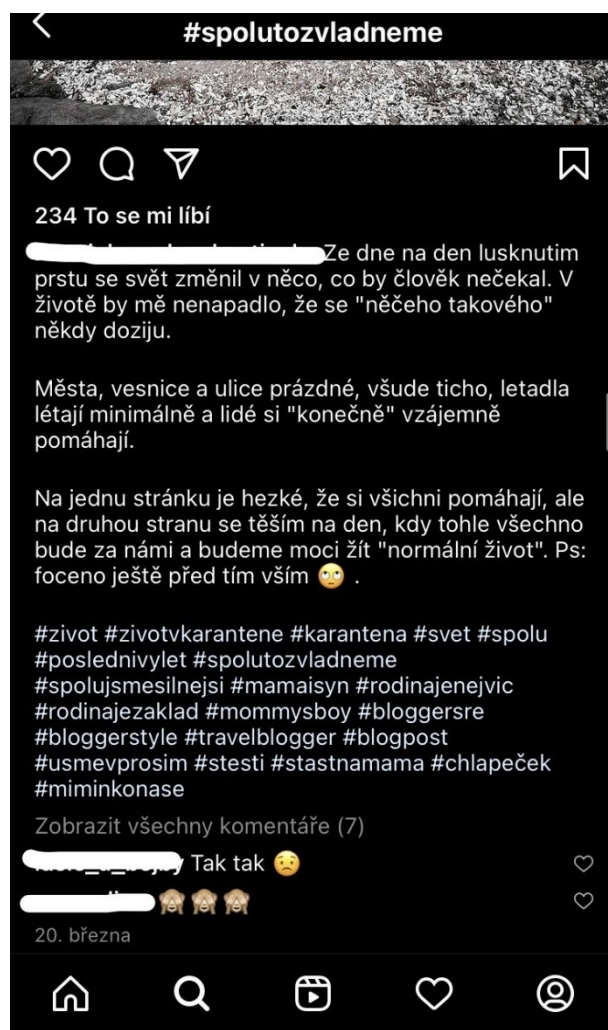 #spolutozvladneme
234 To se mi líbí
Ze dne na den lusknutim
prstu se svět změnil v něco, co by člověk nečekal. V
životě by mě nenapadlo, že se "něčeho takového"
někdy doziju.
Města, vesnice a ulice prázdné, všude ticho, letadla
létají minimálně a lidé si "konečně" vzájemně
pomáhají.
Na jednu stránku je hezké, že si všichni pomáhají, ale
na druhou stranu se těším na den, kdy tohle všechno
bude za námi a budeme moci žít "normální život". Ps:
foceno ještě před tím vším 🙄 .
#zivot #zivotvkarantene #karantena #svet #spolu
#poslednivylet #spolutozvladneme
#spolujsmesilnejsi #mamaisyn #rodinajenejvic
#rodinajezaklad #mommysboy #bloggersre
#bloggerstyle #travelblogger #blogpost
#usmevprosim #stesti #stastnamama #chlapeček
#miminkonase
Zobrazit všechny komentáře (7)
Tak tak 😟
🙈🙈🙈
20. března